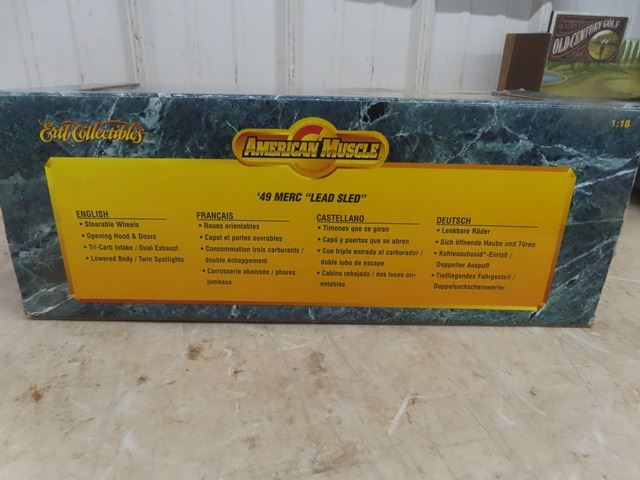 OLD CENTURY GOLF
Ertl Collectibles
AMERICAN MUSCLE
1:18
'49 MERC "LEAD SLED"
ENGLISH
• Steerable Wheels
• Opening Hood & Doors
• Tri-Carb Intake / Dual Exhaust
• Lowered Body / Twin Spotlights
FRANÇAIS
• Roues orientables
• Capot et portes ouvrables
• Consommation trois carburants /
double échappement
• Carrosserie abaissée / phares
jumeaux
CASTELLANO
• Timones que se giran
• Capó y puertas que se abren
• Con triple entrada al carburador /
doble tubo de escape
• Cabina rebajada / dos luces ori-
entables
DEUTSCH
• Lenkbare Räder
• Sich öffnende Haube und Türen
• Kohlensuboxid"-Einlaß /
Doppelter Auspuff
• Tiefliegendes Fahrgestell /
Doppelsuchscheinwerfer